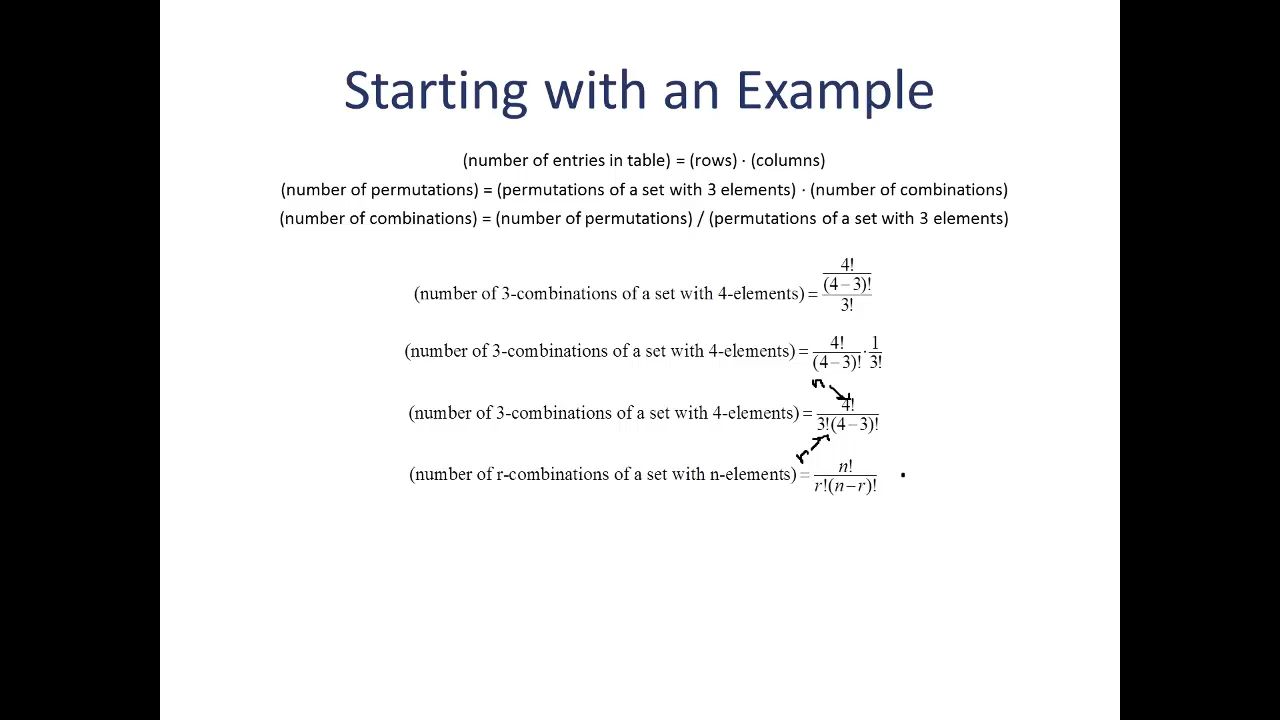 Starting with an Example
(number of entries in table) = (rows) · (columns)
(number of permutations) = (permutations of a set with 3 elements) · (number of combinations)
(number of combinations) = (number of permutations) / (permutations of a set with 3 elements)
4!
(4−3)!
(number of 3-combinations of a set with 4-elements) =
3!
(number of 3-combinations of a set with 4-elements) = 4!/(4−3)! · 1/3!
n
(number of 3-combinations of a set with 4-elements) = 4!/3!(4−3)!
r
(number of r-combinations of a set with n-elements) = n!/r!(n−r)!